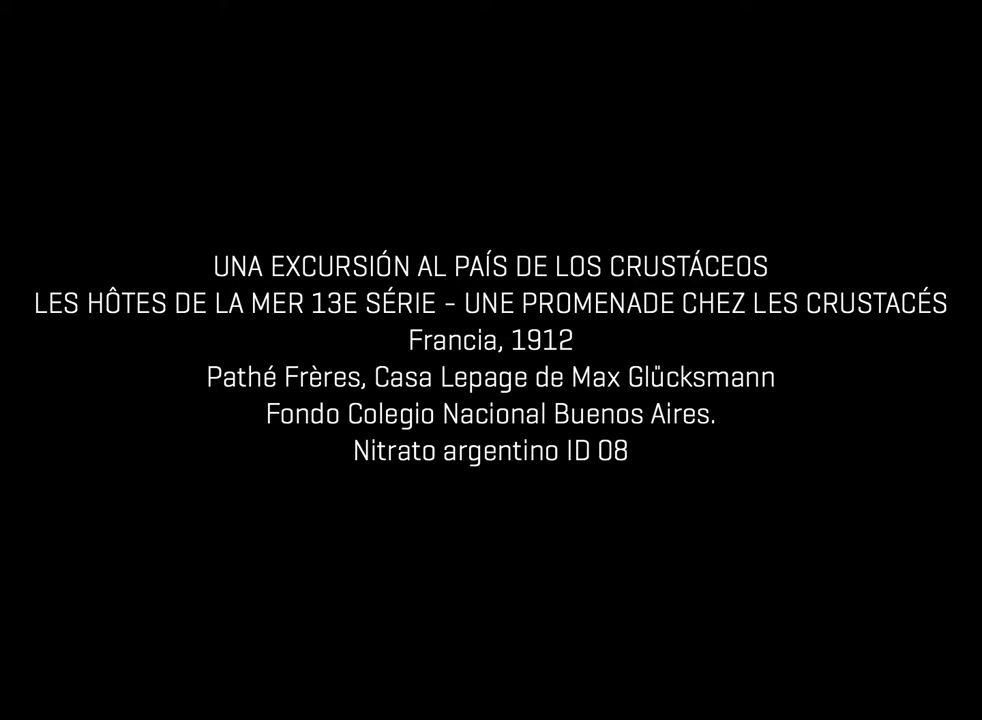 UNA EXCURSIÓN AL PAÍS DE LOS CRUSTÁCEOS
LES HÔTES DE LA MER 13E SÉRIE - UNE PROMENADE CHEZ LES CRUSTACÉS
Francia, 1912
Pathé Frères, Casa Lepage de Max Glücksmann
Fondo Colegio Nacional Buenos Aires.
Nitrato argentino ID 08